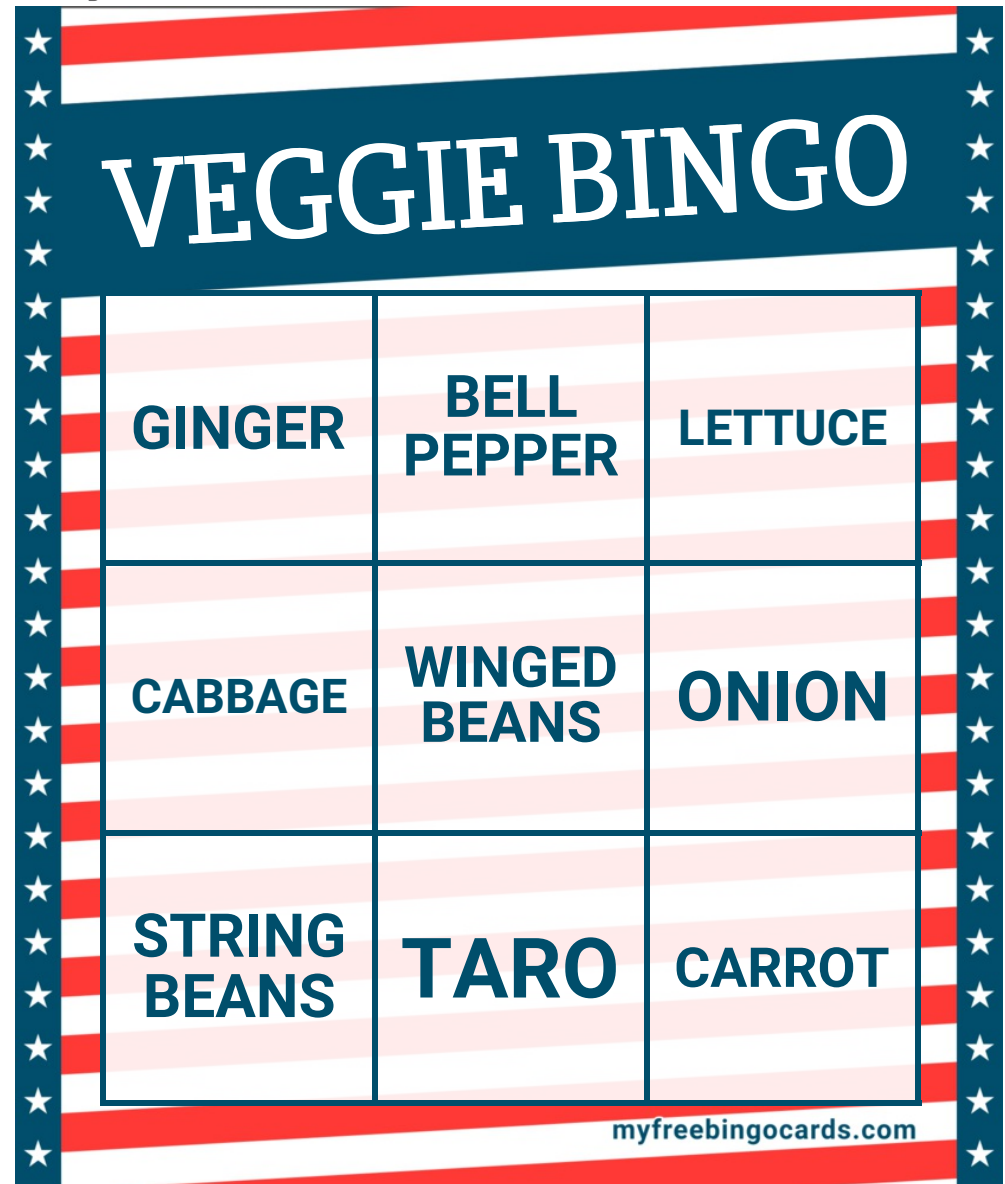 VEGGIE BINGO
GINGER
BELL
PEPPER
LETTUCE
CABBAGE
WINGED
BEANS
ONION
STRING
BEANS
TARO
CARROT
myfreebingocards.com